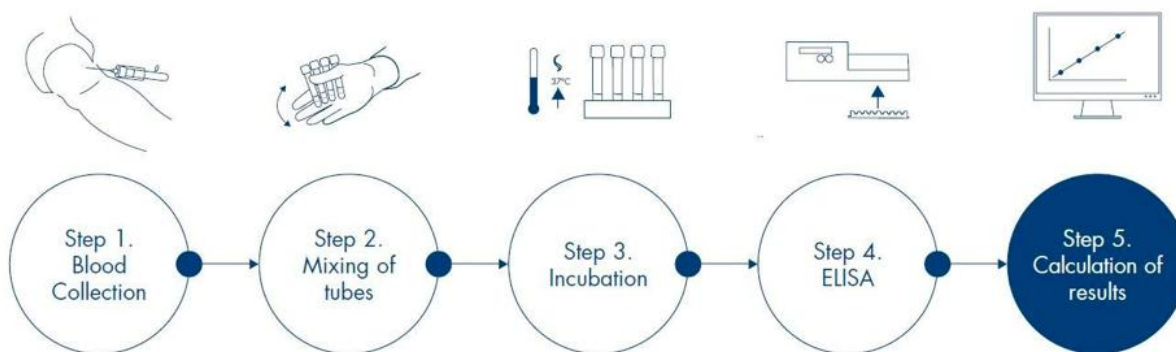 37°C
Step 1.
Blood
Collection
Step 2.
Mixing of
tubes
Step 3.
Incubation
Step 4.
ELISA
Step 5.
Calculation of
results